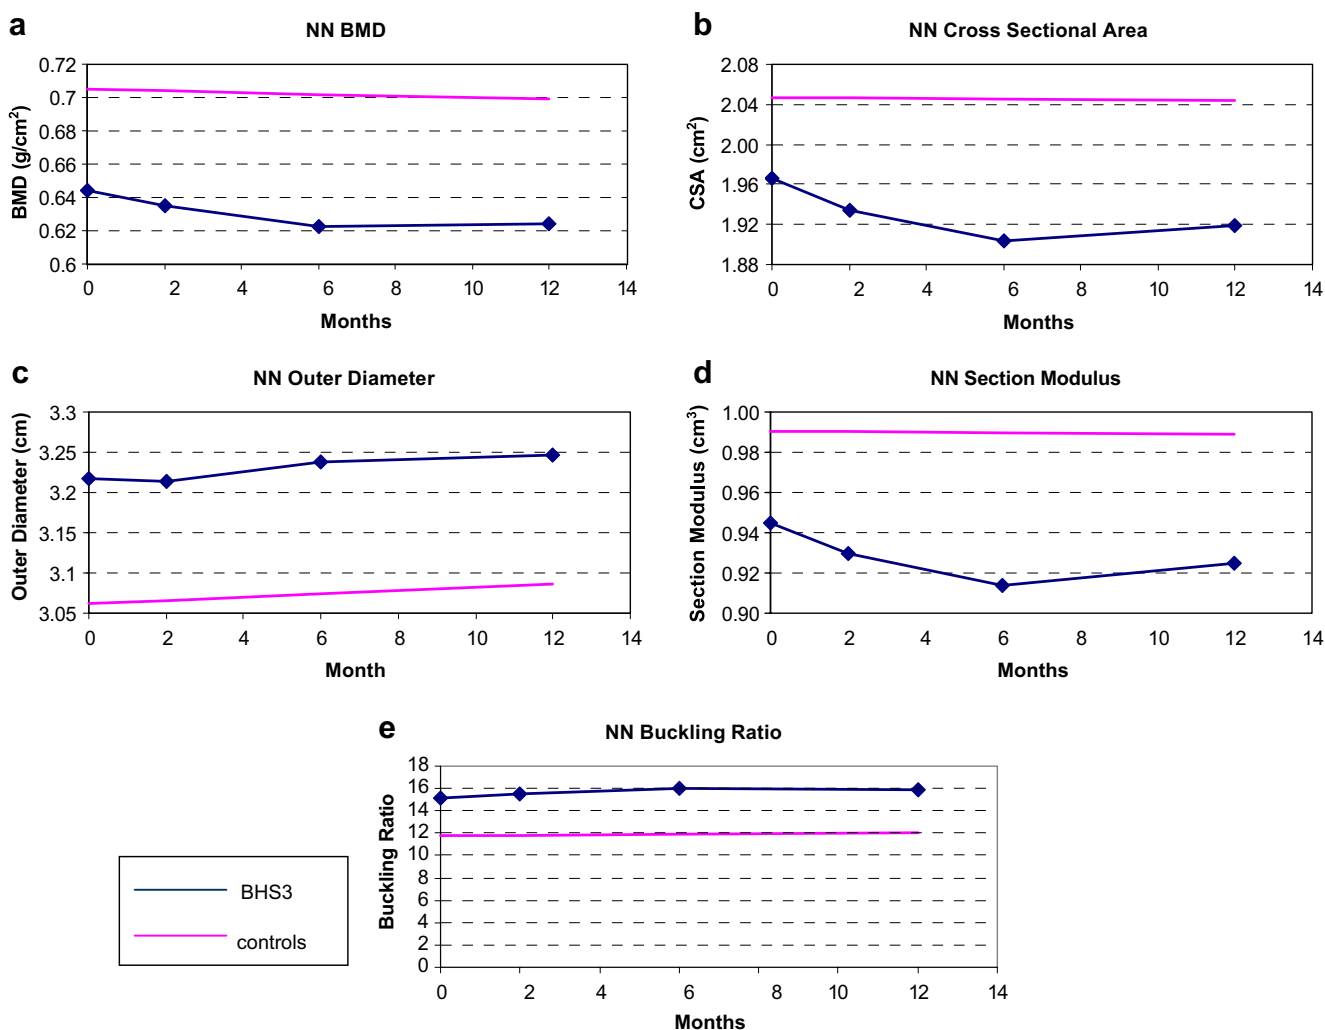 a
NN BMD
BMD (g/cm²)
0.72
0.7
0.68
0.66
0.64
0.62
0.6
0 2 4 6 8 10 12 14
Months
b
NN Cross Sectional Area
CSA (cm²)
2.08
2.04
2.00
1.96
1.92
1.88
0 2 4 6 8 10 12 14
Months
c
NN Outer Diameter
Outer Diameter (cm)
3.3
3.25
3.2
3.15
3.1
3.05
0 2 4 6 8 10 12 14
Month
d
NN Section Modulus
Section Modulus (cm³)
1.00
0.98
0.96
0.94
0.92
0.90
0 2 4 6 8 10 12 14
Months
e
NN Buckling Ratio
Buckling Ratio
18
16
14
12
10
8
6
4
2
0
0 2 4 6 8 10 12 14
Months
BHS3
controls